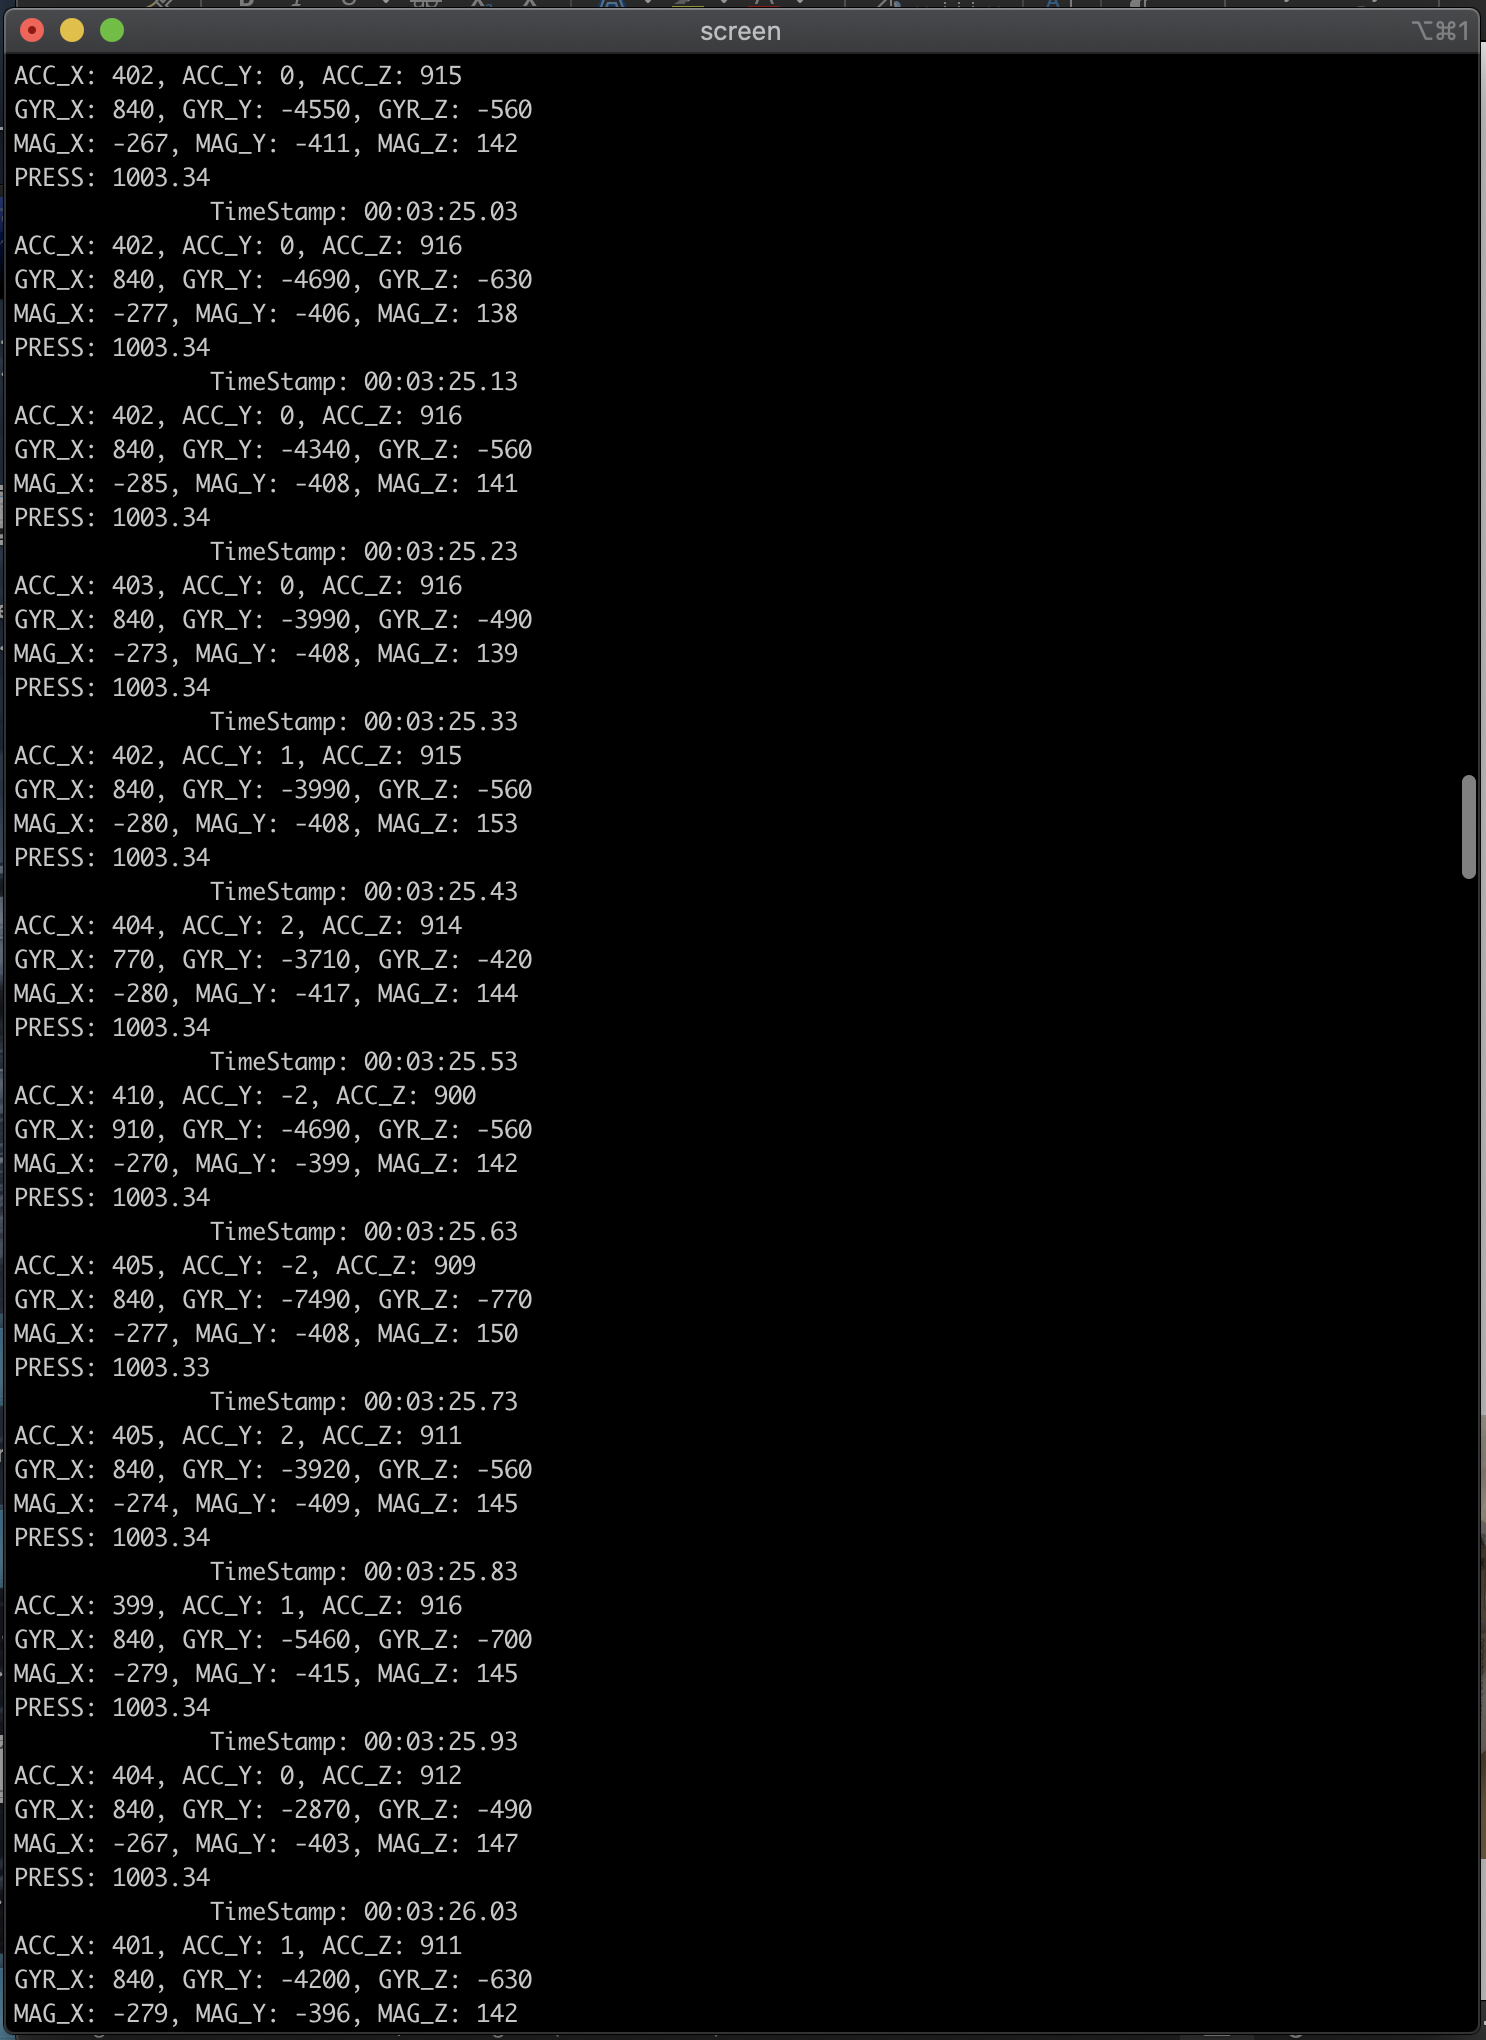 screen
⌥⌘1
ACC_X: 402, ACC_Y: 0, ACC_Z: 915
GYR_X: 840, GYR_Y: -4550, GYR_Z: -560
MAG_X: -267, MAG_Y: -411, MAG_Z: 142
PRESS: 1003.34
TimeStamp: 00:03:25.03
ACC_X: 402, ACC_Y: 0, ACC_Z: 916
GYR_X: 840, GYR_Y: -4690, GYR_Z: -630
MAG_X: -277, MAG_Y: -406, MAG_Z: 138
PRESS: 1003.34
TimeStamp: 00:03:25.13
ACC_X: 402, ACC_Y: 0, ACC_Z: 916
GYR_X: 840, GYR_Y: -4340, GYR_Z: -560
MAG_X: -285, MAG_Y: -408, MAG_Z: 141
PRESS: 1003.34
TimeStamp: 00:03:25.23
ACC_X: 403, ACC_Y: 0, ACC_Z: 916
GYR_X: 840, GYR_Y: -3990, GYR_Z: -490
MAG_X: -273, MAG_Y: -408, MAG_Z: 139
PRESS: 1003.34
TimeStamp: 00:03:25.33
ACC_X: 402, ACC_Y: 1, ACC_Z: 915
GYR_X: 840, GYR_Y: -3990, GYR_Z: -560
MAG_X: -280, MAG_Y: -408, MAG_Z: 153
PRESS: 1003.34
TimeStamp: 00:03:25.43
ACC_X: 404, ACC_Y: 2, ACC_Z: 914
GYR_X: 770, GYR_Y: -3710, GYR_Z: -420
MAG_X: -280, MAG_Y: -417, MAG_Z: 144
PRESS: 1003.34
TimeStamp: 00:03:25.53
ACC_X: 410, ACC_Y: -2, ACC_Z: 900
GYR_X: 910, GYR_Y: -4690, GYR_Z: -560
MAG_X: -270, MAG_Y: -399, MAG_Z: 142
PRESS: 1003.34
TimeStamp: 00:03:25.63
ACC_X: 405, ACC_Y: -2, ACC_Z: 909
GYR_X: 840, GYR_Y: -7490, GYR_Z: -770
MAG_X: -277, MAG_Y: -408, MAG_Z: 150
PRESS: 1003.33
TimeStamp: 00:03:25.73
ACC_X: 405, ACC_Y: 2, ACC_Z: 911
GYR_X: 840, GYR_Y: -3920, GYR_Z: -560
MAG_X: -274, MAG_Y: -409, MAG_Z: 145
PRESS: 1003.34
TimeStamp: 00:03:25.83
ACC_X: 399, ACC_Y: 1, ACC_Z: 916
GYR_X: 840, GYR_Y: -5460, GYR_Z: -700
MAG_X: -279, MAG_Y: -415, MAG_Z: 145
PRESS: 1003.34
TimeStamp: 00:03:25.93
ACC_X: 404, ACC_Y: 0, ACC_Z: 912
GYR_X: 840, GYR_Y: -2870, GYR_Z: -490
MAG_X: -267, MAG_Y: -403, MAG_Z: 147
PRESS: 1003.34
TimeStamp: 00:03:26.03
ACC_X: 401, ACC_Y: 1, ACC_Z: 911
GYR_X: 840, GYR_Y: -4200, GYR_Z: -630
MAG_X: -279, MAG_Y: -396, MAG_Z: 142